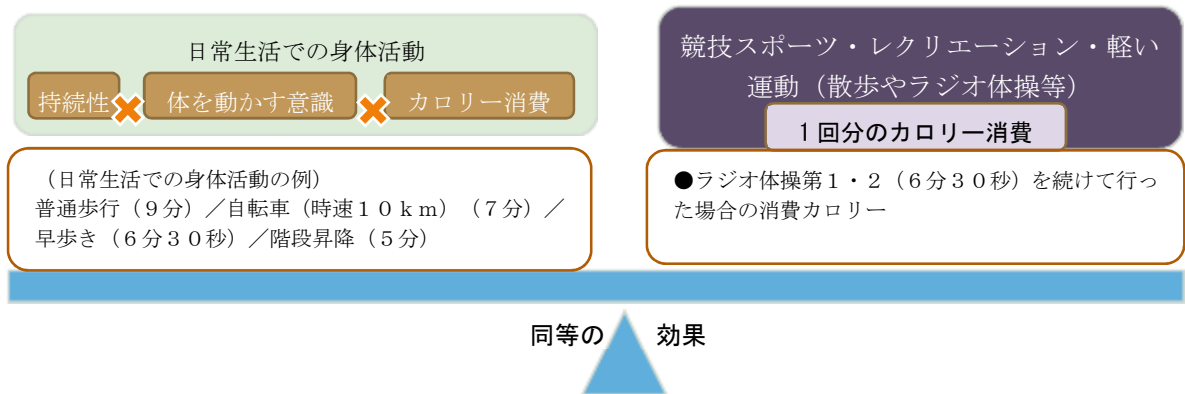 日常生活での身体活動
持続性
体を動かす意識
カロリー消費
(日常生活での身体活動の例)
普通歩行(9分)/自転車(時速10km)(7分)/
早歩き(6分30秒)/階段昇降(5分)
競技スポーツ・レクリエーション・軽い
運動(散歩やラジオ体操等)
1回分のカロリー消費
●ラジオ体操第1・2(6分30秒)を続けて行っ
た場合の消費カロリー
同等の 効果